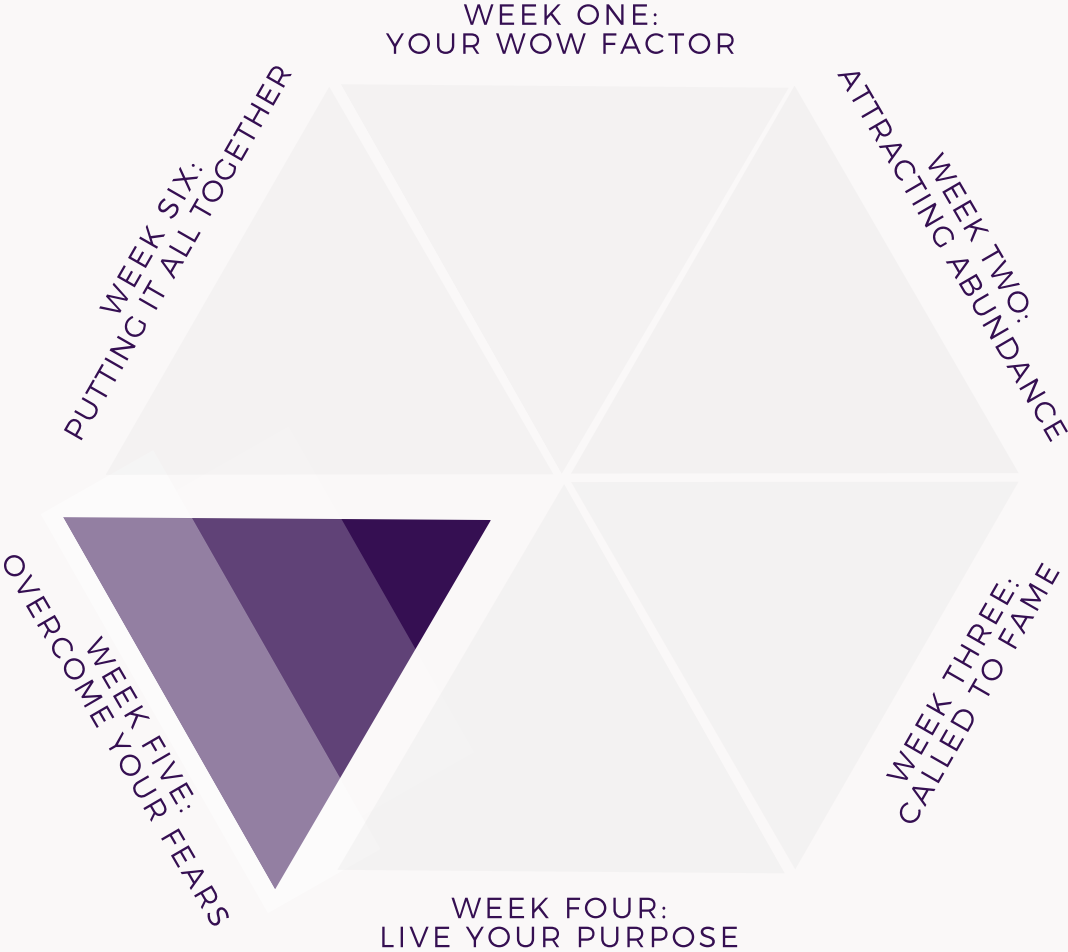 WEEK ONE:
YOUR WOW FACTOR
WEEK TWO:
ATTRACTING ABUNDANCE
WEEK THREE:
CALLED TO FAME
WEEK FOUR:
LIVE YOUR PURPOSE
WEEK FIVE:
OVERCOME YOUR FEARS
WEEK SIX:
PUTTING IT ALL TOGETHER